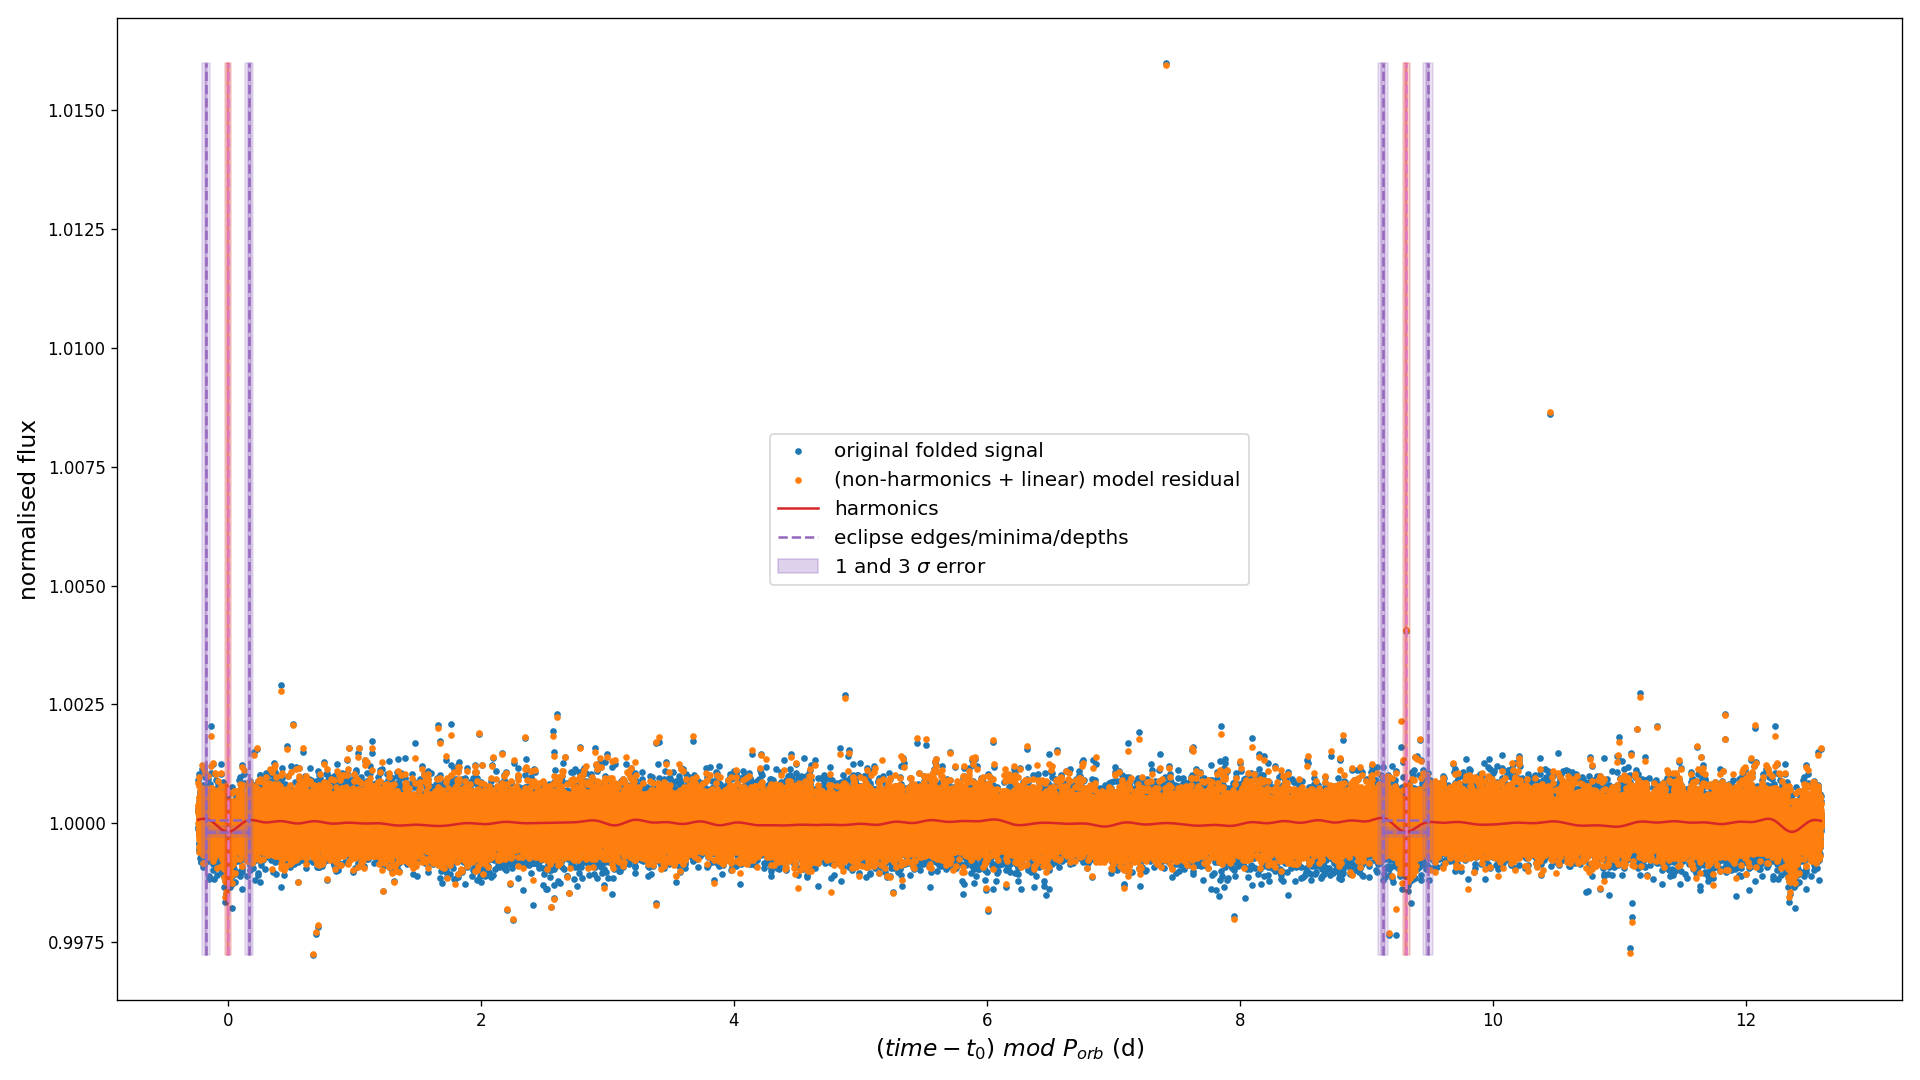 1.0150
1.0125
1.0100
1.0075
1.0050
1.0025
1.0000
0.9975
normalised flux
original folded signal
(non-harmonics + linear) model residual
harmonics
eclipse edges/minima/depths
1 and 3 σ error
0 2 4 6 8 10 12
(time − t₀) mod Pₒᵣb (d)